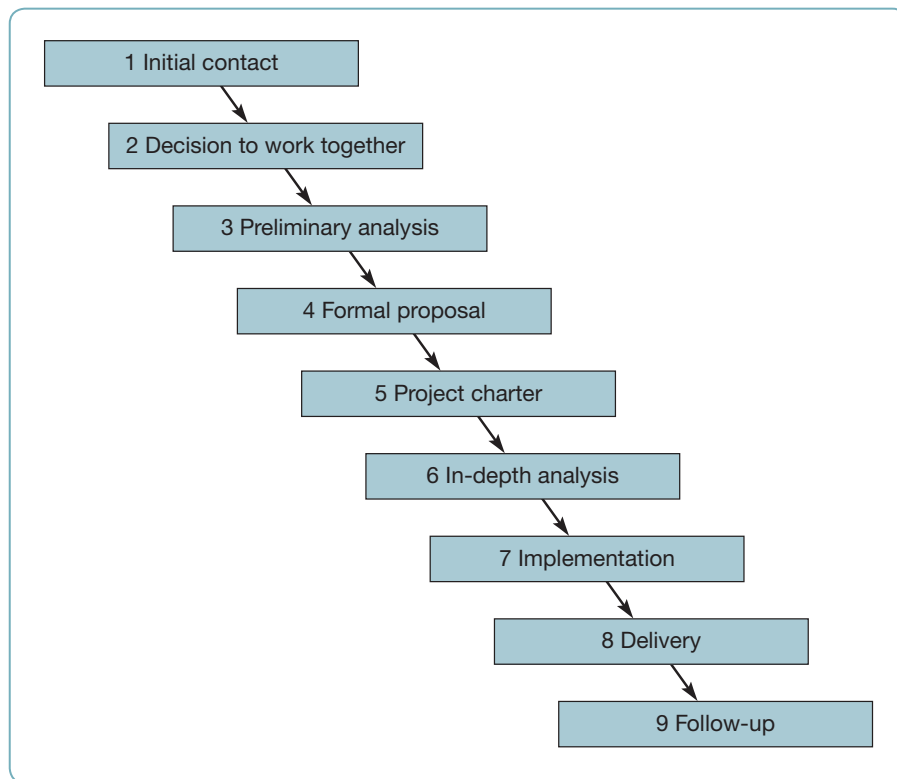 1 Initial contact
2 Decision to work together
3 Preliminary analysis
4 Formal proposal
5 Project charter
6 In-depth analysis
7 Implementation
8 Delivery
9 Follow-up